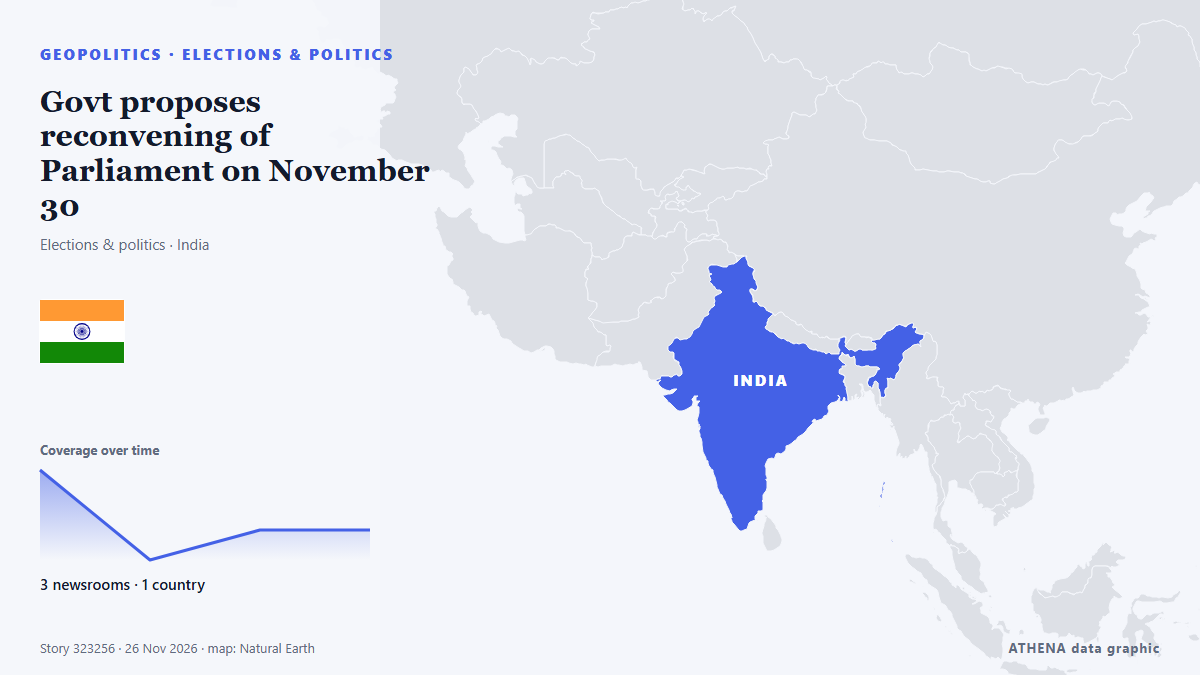 GEOPOLITICS · ELECTIONS & POLITICS
Govt proposes
reconvening of
Parliament on November
30
Elections & politics · India
INDIA
Coverage over time
3 newsrooms · 1 country
Story 323256 · 26 Nov 2026 · map: Natural Earth
ATHENA data graphic